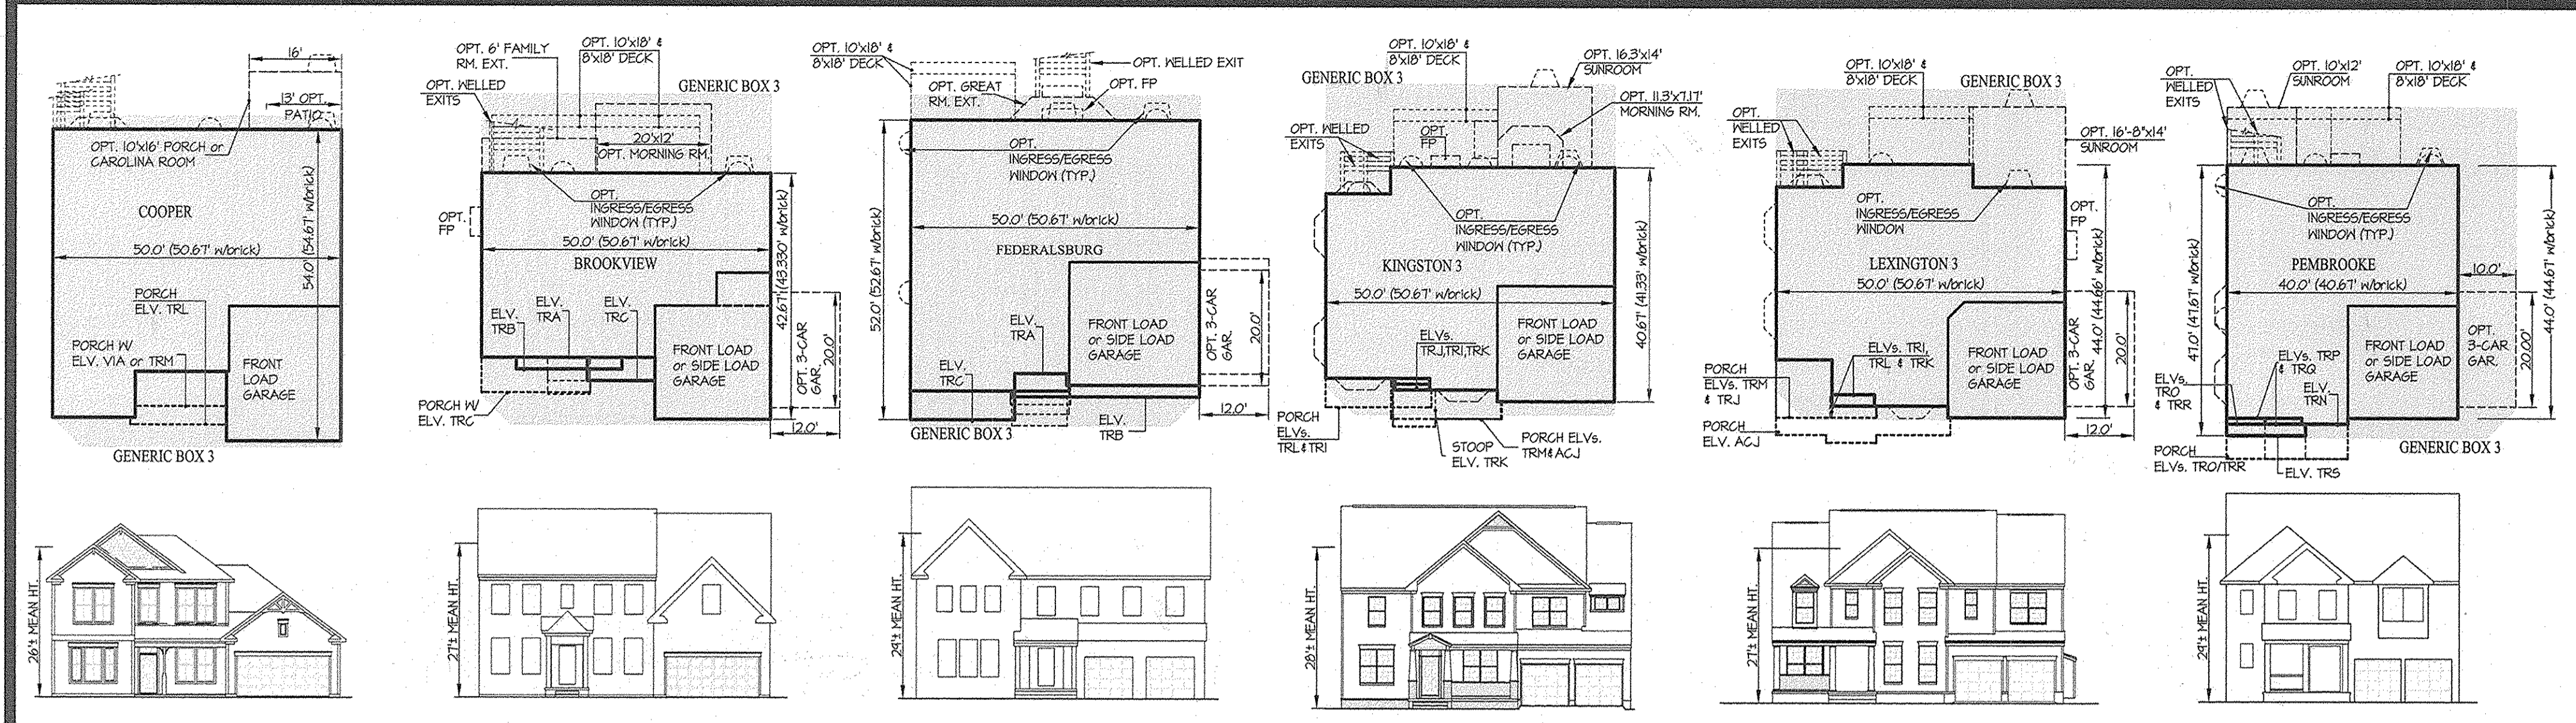 16'
13' OPT.
PATIO
OPT. 10'x16' PORCH or
CAROLINA ROOM
COOPER
50.0' (50.67' w/brick)
54.0' (54.67' w/brick)
PORCH
ELV. TRL
PORCH W/
ELV. V1A or TRM
FRONT
LOAD
GARAGE
GENERIC BOX 3
26'± MEAN HT.
OPT. 6' FAMILY
RM. EXT.
OPT. 10'x18' &
8'x18' DECK
OPT. WELLED
EXITS
GENERIC BOX 3
20'x12'
OPT. MORNING RM.
OPT.
FP
OPT.
INGRESS/EGRESS
WINDOW (TYP.)
50.0' (50.67' w/brick)
BROOKVIEW
42.67' (43.330' w/brick)
ELV.
TRB
ELV.
TRA
ELV.
TRC
FRONT LOAD
or SIDE LOAD
GARAGE
OPT. 3-CAR
GAR.
20.0'
PORCH W/
ELV. TRC
12.0'
27'± MEAN HT.
OPT. 10'x18' &
8'x18' DECK
OPT. WELLED EXIT
OPT. GREAT
RM. EXT.
OPT. FP
OPT.
INGRESS/EGRESS
WINDOW (TYP.)
52.0' (52.67' w/brick)
50.0' (50.67' w/brick)
FEDERALSBURG
ELV.
TRA
ELV.
TRC
FRONT LOAD
or SIDE LOAD
GARAGE
OPT. 3-CAR
GAR.
20.0'
12.0'
ELV.
TRB
GENERIC BOX 3
29'± MEAN HT.
OPT. 10'x18' &
8'x18' DECK
GENERIC BOX 3
OPT. 16.3'x14'
SUNROOM
OPT. 11.3'x7.17'
MORNING RM.
OPT. WELLED
EXITS
OPT.
FP
OPT.
INGRESS/EGRESS
WINDOW (TYP.)
KINGSTON 3
50.0' (50.67' w/brick)
40.67' (41.33' w/brick)
ELVs.
TRJ,TRI,TRK
FRONT LOAD
or SIDE LOAD
GARAGE
PORCH
ELVs.
TRL&TRI
STOOP
ELV. TRK
PORCH ELVs.
TRM&ACJ
28'± MEAN HT.
OPT. 10'x18' &
8'x18' DECK
GENERIC BOX 3
OPT.
WELLED
EXITS
OPT. 16'-8"x14'
SUNROOM
OPT.
INGRESS/EGRESS
WINDOW
OPT.
FP
LEXINGTON 3
50.0' (50.67' w/brick)
44.0' (44.66' w/brick)
ELVs. TRI,
TRL & TRK
FRONT LOAD
or SIDE LOAD
GARAGE
OPT. 3-CAR
GAR.
20.0'
PORCH
ELVs. TRM
& TRJ
PORCH
ELV. ACJ
12.0'
27'± MEAN HT.
OPT.
WELLED
EXITS
OPT. 10'x12'
SUNROOM
OPT. 10'x18' &
8'x18' DECK
OPT.
INGRESS/EGRESS
WINDOW (TYP.)
PEMBROOKE
40.0' (40.67' w/brick)
10.0'
47.0' (47.67' w/brick)
44.0' (44.67' w/brick)
ELVs. TRP
& TRQ
ELV.
TRN
ELVs.
TRO
& TRR
FRONT LOAD
or SIDE LOAD
GARAGE
OPT.
3-CAR
GAR.
20.00'
PORCH
ELVs. TRO/TRR
ELV. TRS
GENERIC BOX 3
29'± MEAN HT.